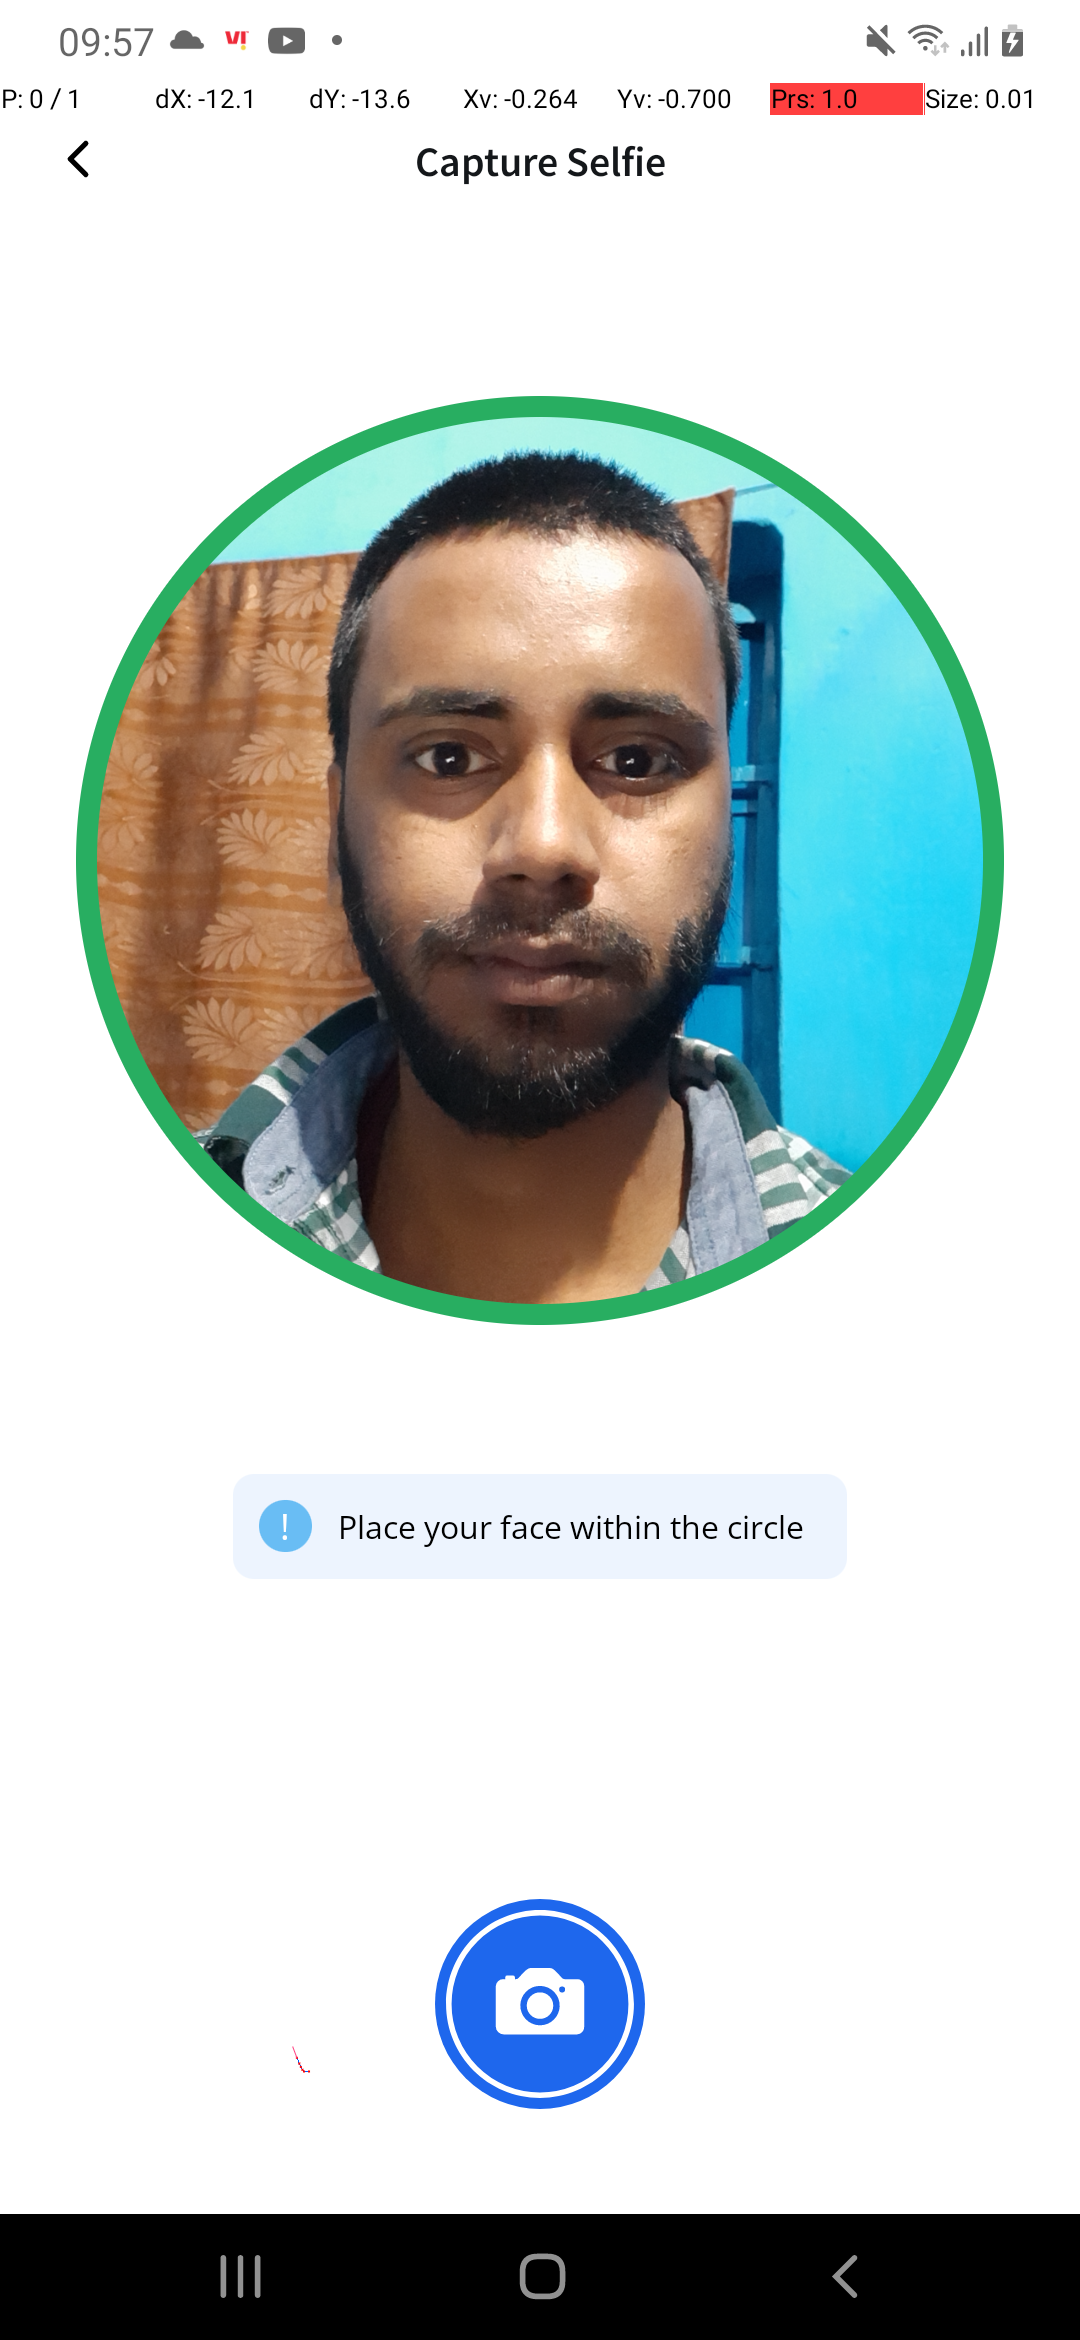 09:57 VI!
P: 0 / 1 dX: -12.1 dY: -13.6 Xv: -0.264 Yv: -0.700 Prs: 1.0 Size: 0.01
Capture Selfie
! Place your face within the circle